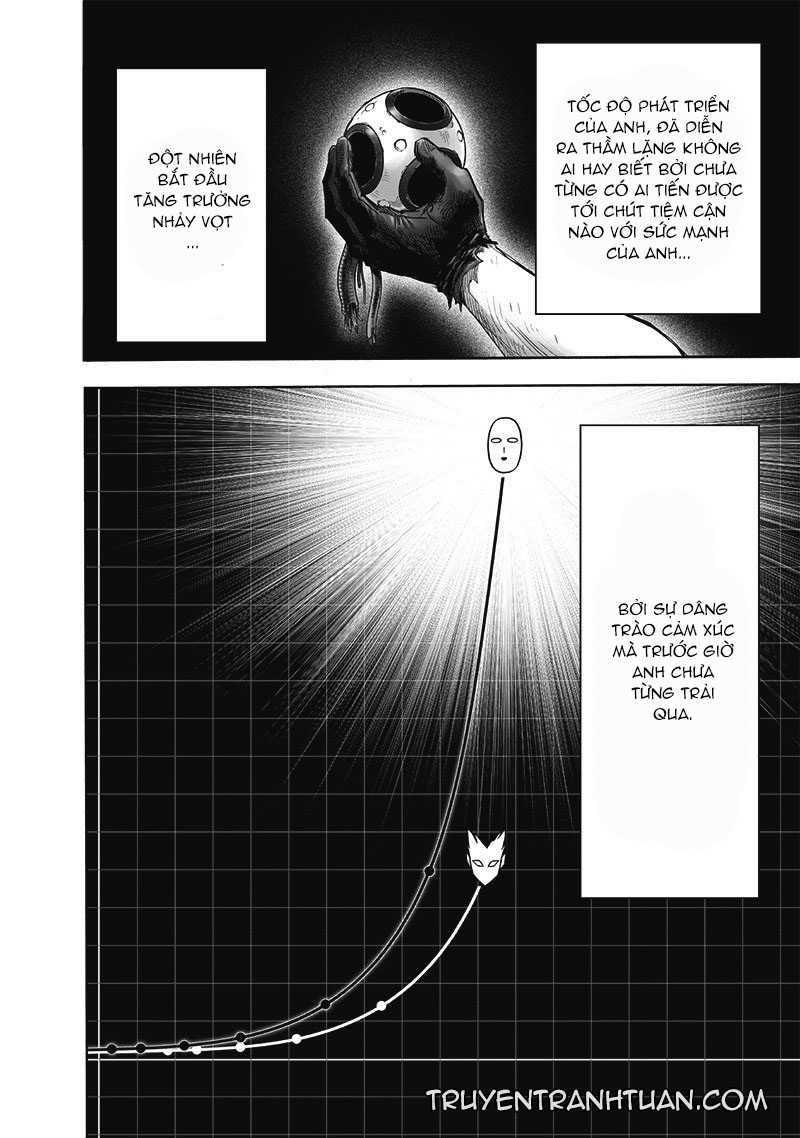 TỐC ĐỘ PHÁT TRIỂN
CỦA ANH, ĐÃ DIỄN
RA THẦM LẶNG KHÔNG
AI HAY BIẾT BỞI CHƯA
TỪNG CÓ AI TIẾN ĐƯỢC
TỚI CHÚT TIỆM CẬN
NÀO VỚI SỨC MẠNH
CỦA ANH...
ĐỘT NHIÊN
BẮT ĐẦU
TĂNG TRƯỞNG
NHẢY VỌT
...
BỞI SỰ DÂNG
TRÀO CẢM XÚC
MÀ TRƯỚC GIỜ
ANH CHƯA
TỪNG TRẢI
QUA.
TRUYENTRANHTUAN.COM